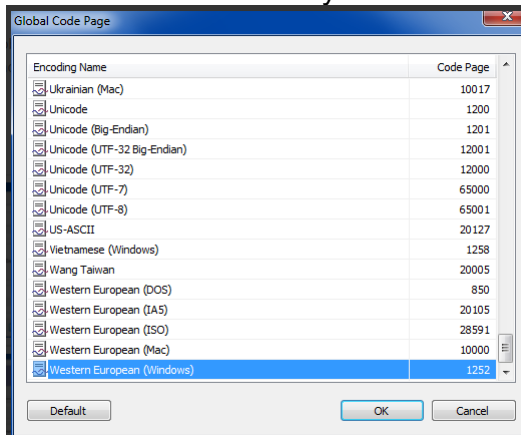 Global Code Page
Encoding Name Code Page
Ukrainian (Mac) 10017
Unicode 1200
Unicode (Big-Endian) 1201
Unicode (UTF-32 Big-Endian) 12001
Unicode (UTF-32) 12000
Unicode (UTF-7) 65000
Unicode (UTF-8) 65001
US-ASCII 20127
Vietnamese (Windows) 1258
Wang Taiwan 20005
Western European (DOS) 850
Western European (IA5) 20105
Western European (ISO) 28591
Western European (Mac) 10000
Western European (Windows) 1252
Default OK Cancel